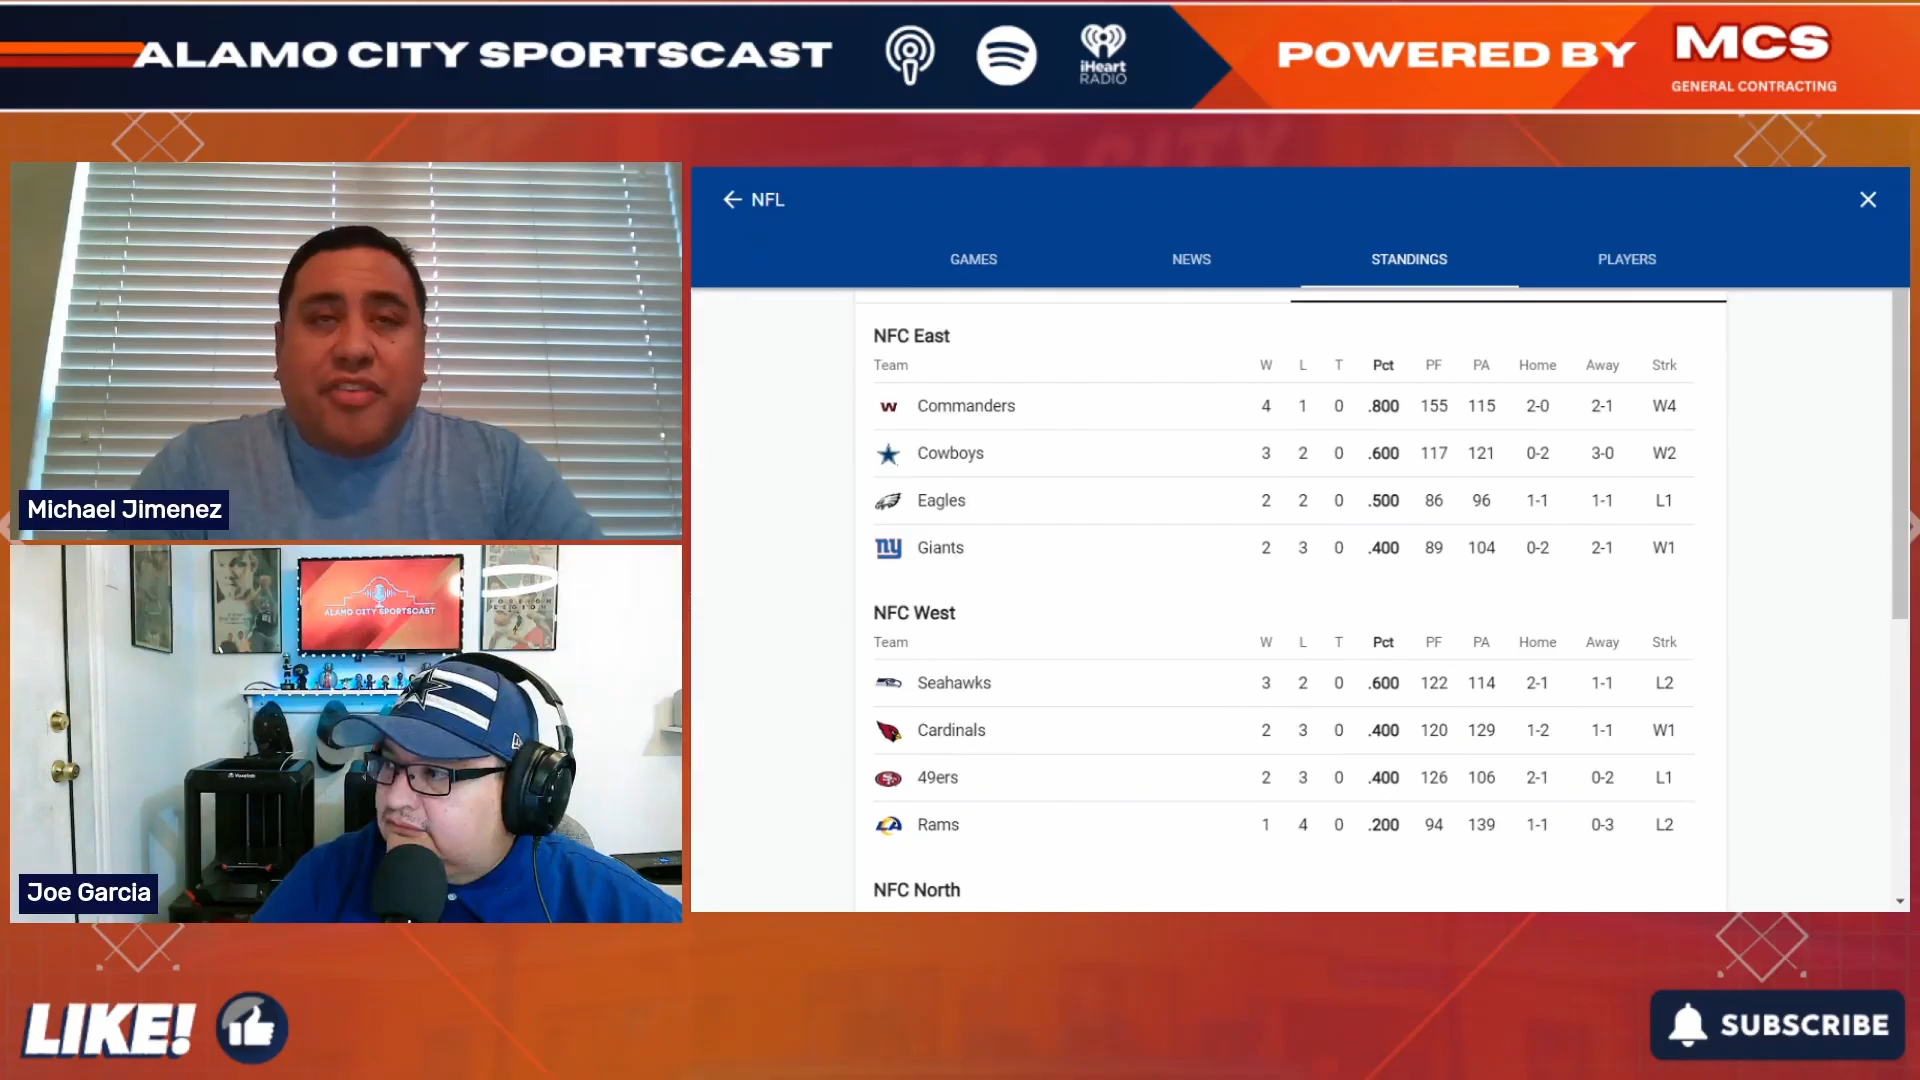 ALAMO CITY SPORTSCAST
iHeart
RADIO
POWERED BY
MCS
GENERAL CONTRACTING
Michael Jimenez
ALAMO CITY SPORTSCAST
Joe Garcia
NFL
GAMES NEWS STANDINGS PLAYERS
NFC East
Team W L T Pct PF PA Home Away Strk
W Commanders 4 1 0 .800 155 115 2-0 2-1 W4
Cowboys 3 2 0 .600 117 121 0-2 3-0 W2
Eagles 2 2 0 .500 86 96 1-1 1-1 L1
ny Giants 2 3 0 .400 89 104 0-2 2-1 W1
NFC West
Team W L T Pct PF PA Home Away Strk
Seahawks 3 2 0 .600 122 114 2-1 1-1 L2
Cardinals 2 3 0 .400 120 129 1-2 1-1 W1
49ers 2 3 0 .400 126 106 2-1 0-2 L1
LA Rams 1 4 0 .200 94 139 1-1 0-3 L2
NFC North
LIKE!
SUBSCRIBE